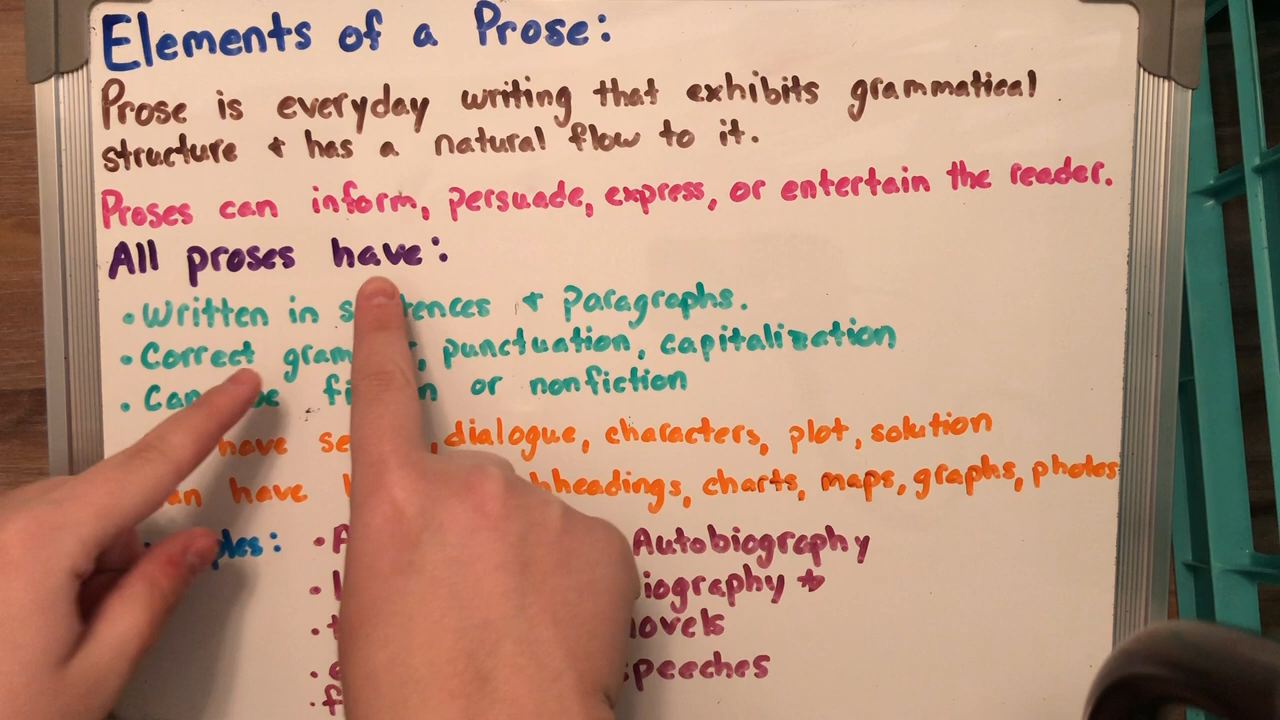 Elements of a Prose:
Prose is everyday writing that exhibits grammatical
structure + has a natural flow to it.
Proses can inform, persuade, express, or entertain the reader.
All proses have:
• Written in sentences + paragraphs.
• Correct punctuation, capitalization
• Can be or nonfiction
have dialogue, characters, plot, solution
have charts, maps, graphs, photos
Autobiography
novels
speeches